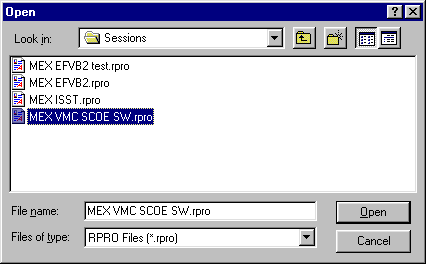 Open
Look in: Sessions
MEX EFVB2 test.rpro
MEX EFVB2.rpro
MEX ISST.rpro
MEX VMC SCOE SW.rpro
File name: MEX VMC SCOE SW.rpro Open
Files of type: RPRO Files (*.rpro) Cancel